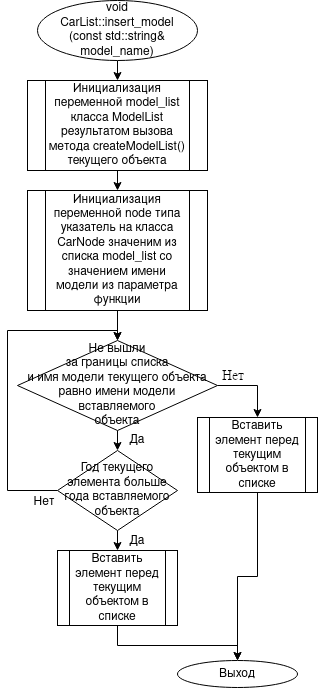 void
CarList::insert_model
(const std::string&
model_name)
Инициализация
переменной model_list
класса ModelList
результатом вызова
метода createModelList()
текущего объекта
Инициализация
переменной node типа
указатель на класса
CarNode значним из
списка model_list со
значением имени
модели из параметра
функции
Не вышли
за границы списка
и имя модели текущего объекта
равно имени модели
вставляемого
объекта
Нет
Да
Вставить
элемент перед
текущим
объектом в
списке
Год текущего
элемента больше
года вставляемого
объекта
Нет
Да
Вставить
элемент перед
текущим
объектом в
списке
Выход